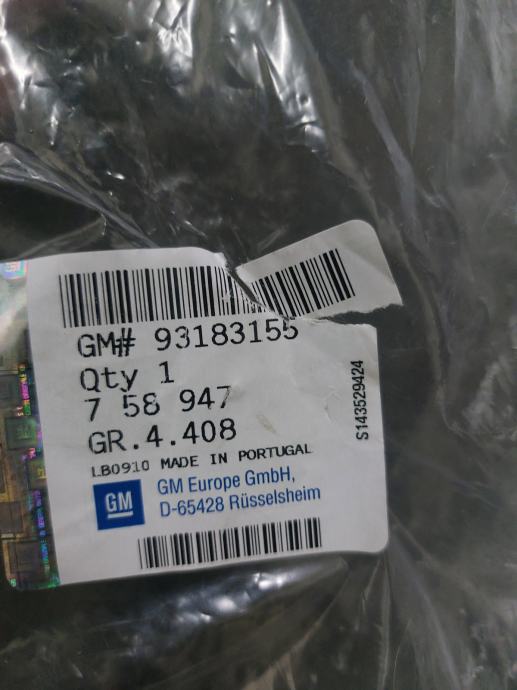 GM# 93183155
Qty 1
7 58 947
GR.4.408
LB0910 MADE IN PORTUGAL
GM
GM Europe GmbH,
D-65428 Rüsselsheim
S143529424